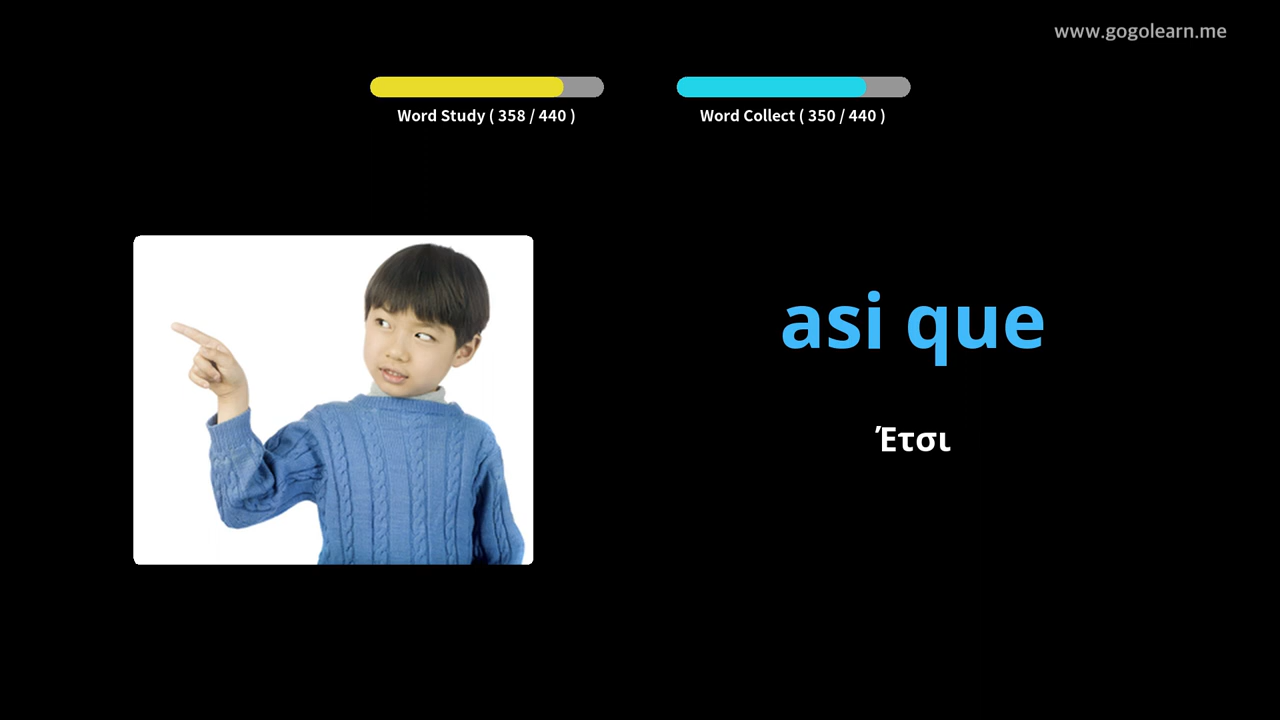 www.gogolearn.me
Word Study ( 358 / 440 )
Word Collect ( 350 / 440 )
asi que
Έτσι